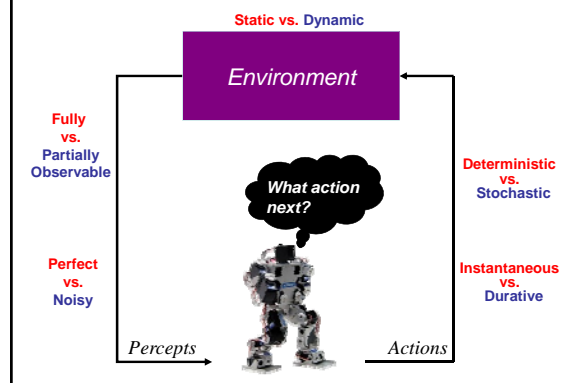 Static vs. Dynamic
Environment
Fully
vs.
Partially
Observable
Perfect
vs.
Noisy
What action
next?
Deterministic
vs.
Stochastic
Instantaneous
vs.
Durative
Percepts
Actions